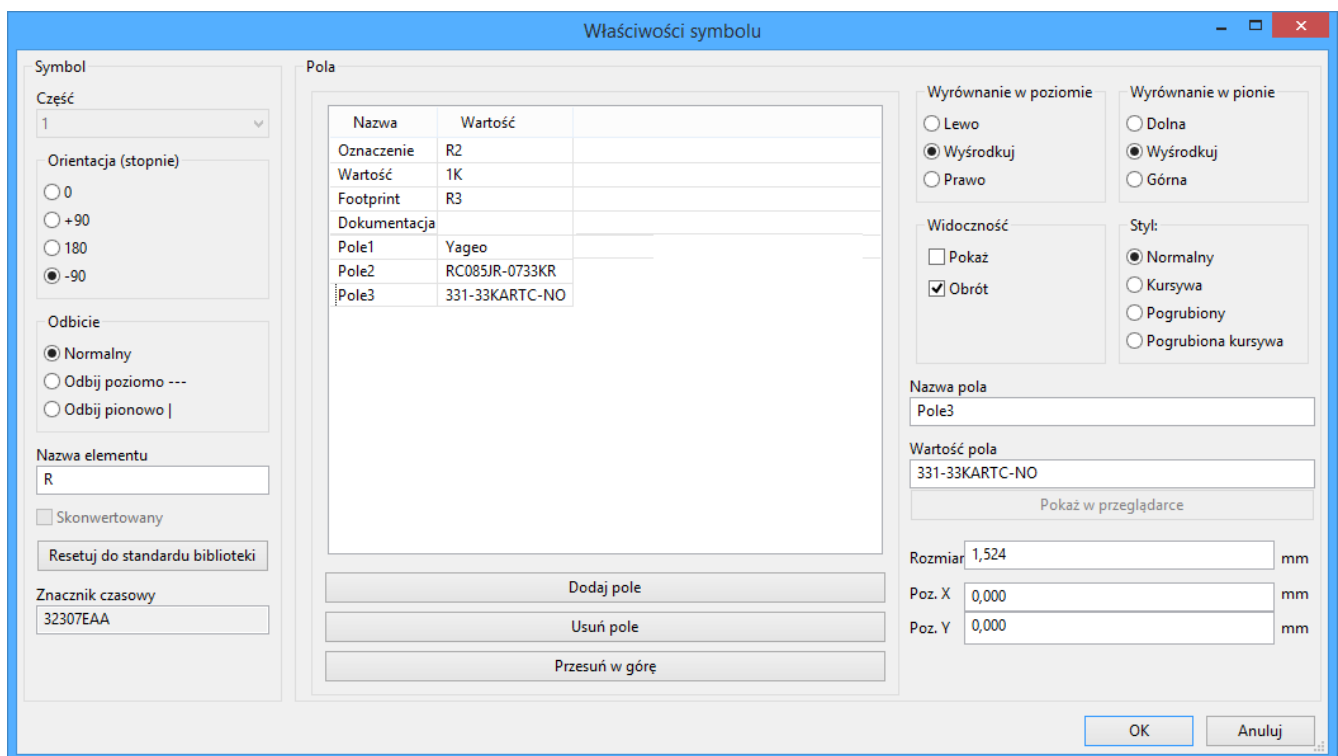 Właściwości symbolu
Symbol
Część
1
Orientacja (stopnie)
0
+90
180
-90
Odbicie
Normalny
Odbij poziomo ---
Odbij pionowo |
Nazwa elementu
R
Skonwertowany
Resetuj do standardu biblioteki
Znacznik czasowy
32307EAA
Pola
Nazwa Wartość
Oznaczenie R2
Wartość 1K
Footprint R3
Dokumentacja
Pole1 Yageo
Pole2 RC085JR-0733KR
Pole3 331-33KARTC-NO
Dodaj pole
Usuń pole
Przesuń w górę
Wyrównanie w poziomie
Lewo
Wyśrodkuj
Prawo
Wyrównanie w pionie
Dolna
Wyśrodkuj
Górna
Widoczność
Pokaż
Obrót
Styl:
Normalny
Kursywa
Pogrubiony
Pogrubiona kursywa
Nazwa pola
Pole3
Wartość pola
331-33KARTC-NO
Pokaż w przeglądarce
Rozmiar 1,524 mm
Poz. X 0,000 mm
Poz. Y 0,000 mm
OK Anuluj